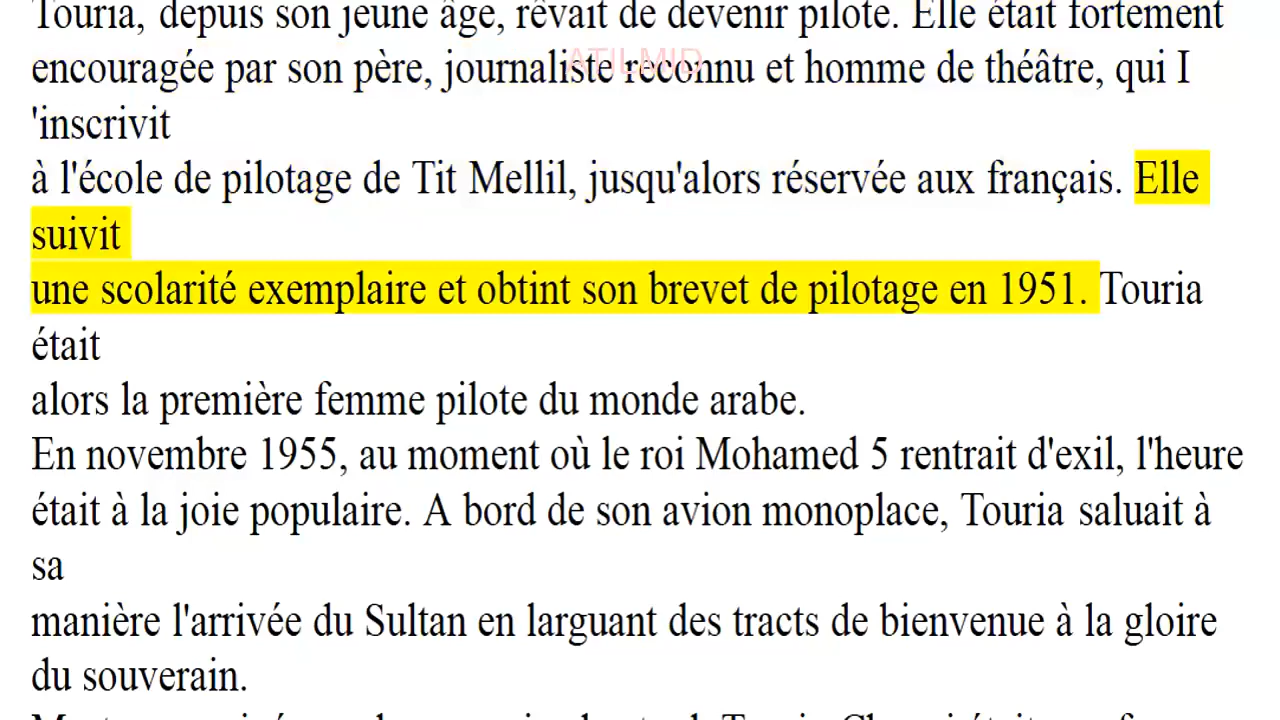 Touria, depuis son jeune âge, rêvait de devenir pilote. Elle était fortement
ATILMID
encouragée par son père, journaliste reconnu et homme de théâtre, qui I
'inscrivit
à l'école de pilotage de Tit Mellil, jusqu'alors réservée aux français. Elle
suivit
une scolarité exemplaire et obtint son brevet de pilotage en 1951. Touria
était
alors la première femme pilote du monde arabe.
En novembre 1955, au moment où le roi Mohamed 5 rentrait d'exil, l'heure
était à la joie populaire. A bord de son avion monoplace, Touria saluait à
sa
manière l'arrivée du Sultan en larguant des tracts de bienvenue à la gloire
du souverain.